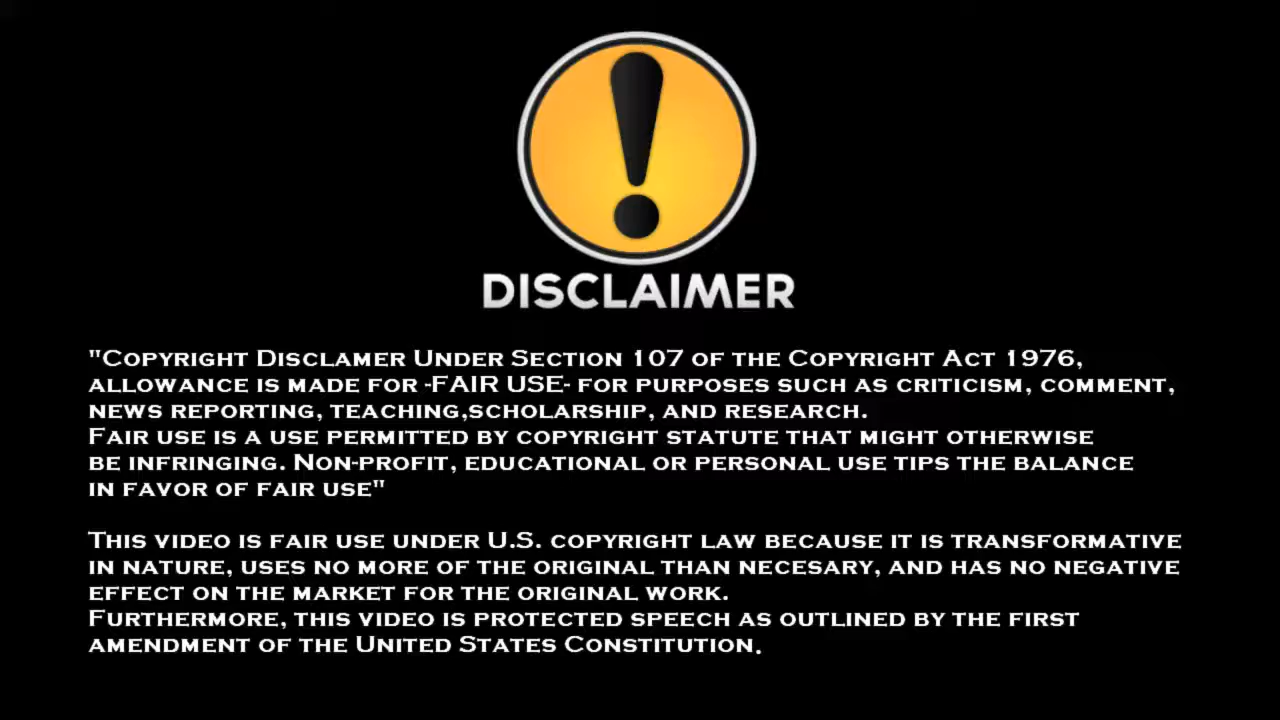 DISCLAIMER
"Copyright Disclamer Under Section 107 of the Copyright Act 1976,
allowance is made for -FAIR USE- for purposes such as criticism, comment,
news reporting, teaching,scholarship, and research.
Fair use is a use permitted by copyright statute that might otherwise
be infringing. Non-profit, educational or personal use tips the balance
in favor of fair use"
This video is fair use under U.S. copyright law because it is transformative
in nature, uses no more of the original than necesary, and has no negative
effect on the market for the original work.
Furthermore, this video is protected speech as outlined by the first
amendment of the United States Constitution.